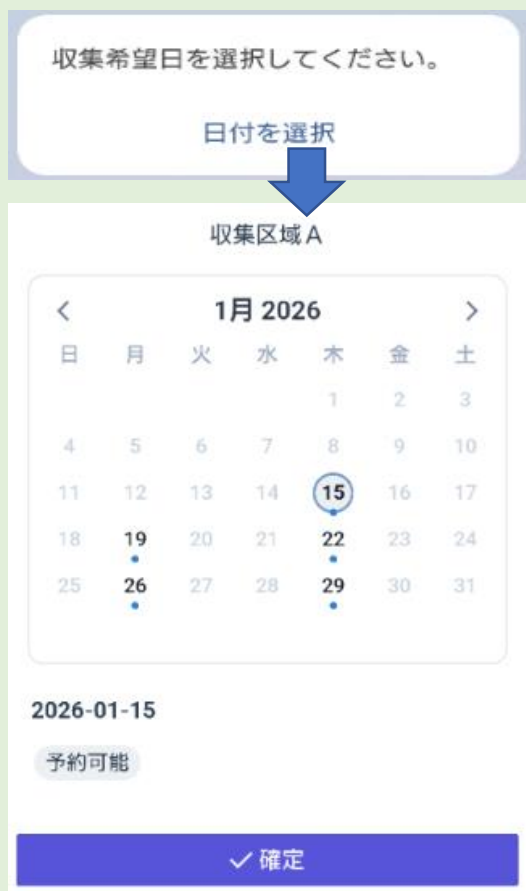 収集希望日を選択してください。
日付を選択
収集区域A
< 1月 2026 >
日 月 火 水 木 金 土
1 2 3
4 5 6 7 8 9 10
11 12 13 14 15 16 17
18 19 20 21 22 23 24
25 26 27 28 29 30 31
2026-01-15
予約可能
✓ 確定